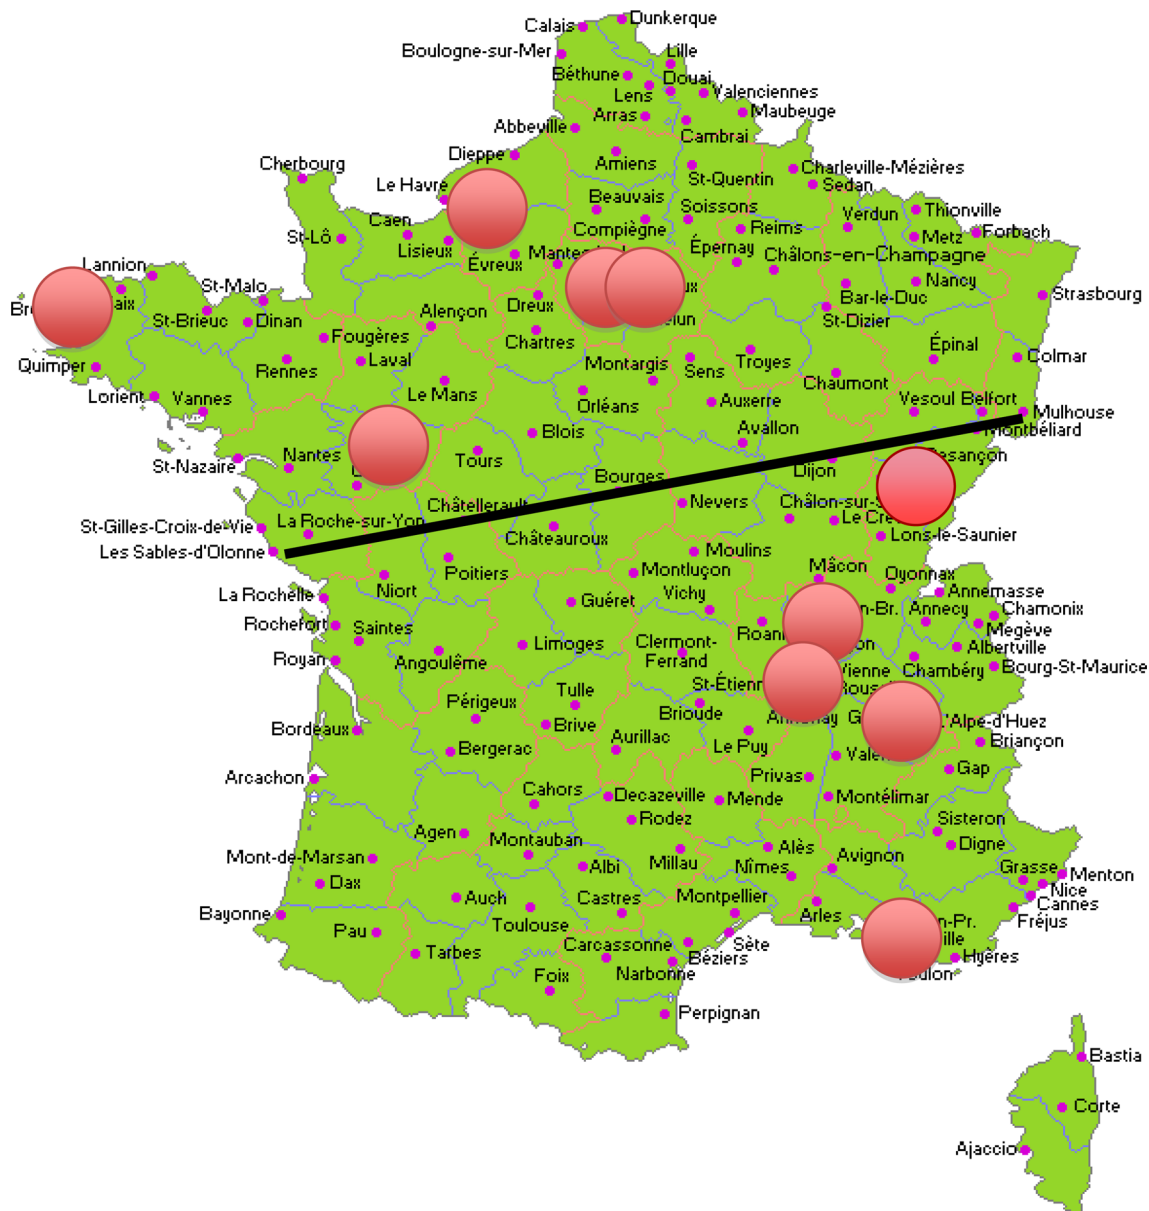 Dunkerque
Calais
Boulogne-sur-Mer
Lille
Béthune
Douai
Lens
Valenciennes
Arras
Maubeuge
Abbeville
Cambrai
Dieppe
Amiens
Cherbourg
Charleville-Mézières
St-Quentin
Sedan
Le Havre
Beauvais
Soissons
Verdun
Thionville
Caen
Compiègne
Reims
Forbach
St-Lô
Metz
Lisieux
Épernay
Châlons-en-Champagne
Évreux
Lannion
Nancy
St-Malo
Bar-le-Duc
Strasbourg
Dreux
St-Brieuc
Dinan
Alençon
St-Dizier
Fougères
Chartres
Épinal
Colmar
Quimper
Rennes
Laval
Montargis
Sens
Troyes
Chaumont
Lorient
Vannes
Le Mans
Orléans
Auxerre
Vesoul
Belfort
Mulhouse
Blois
Avallon
Montbéliard
St-Nazaire
Nantes
Tours
Dijon
Bourges
Nevers
Châtellerault
St-Gilles-Croix-de-Vie
La Roche-sur-Yon
Châteauroux
Lons-le-Saunier
Les Sables-d'Olonne
Moulins
Poitiers
Montluçon
Mâcon
Niort
Oyonnax
La Rochelle
Guéret
Vichy
Annemasse
Annecy
Chamonix
Rochefort
Saintes
Megève
Limoges
Clermont-
Ferrand
Albertville
Royan
Angoulême
Vienne
Chambéry
Bourg-St-Maurice
Tulle
Périgueux
Brioude
Bordeaux
Brive
Aurillac
Le Puy
L'Alpe-d'Huez
Briançon
Bergerac
Arcachon
Privas
Gap
Cahors
Decazeville
Mende
Montélimar
Rodez
Agen
Montauban
Sisteron
Mont-de-Marsan
Albi
Millau
Alès
Nîmes
Avignon
Digne
Dax
Grasse
Menton
Nice
Auch
Castres
Montpellier
Cannes
Bayonne
Toulouse
Arles
Fréjus
Pau
Tarbes
Carcassonne
Sète
Béziers
Hyères
Foix
Narbonne
Perpignan
Bastia
Corte
Ajaccio